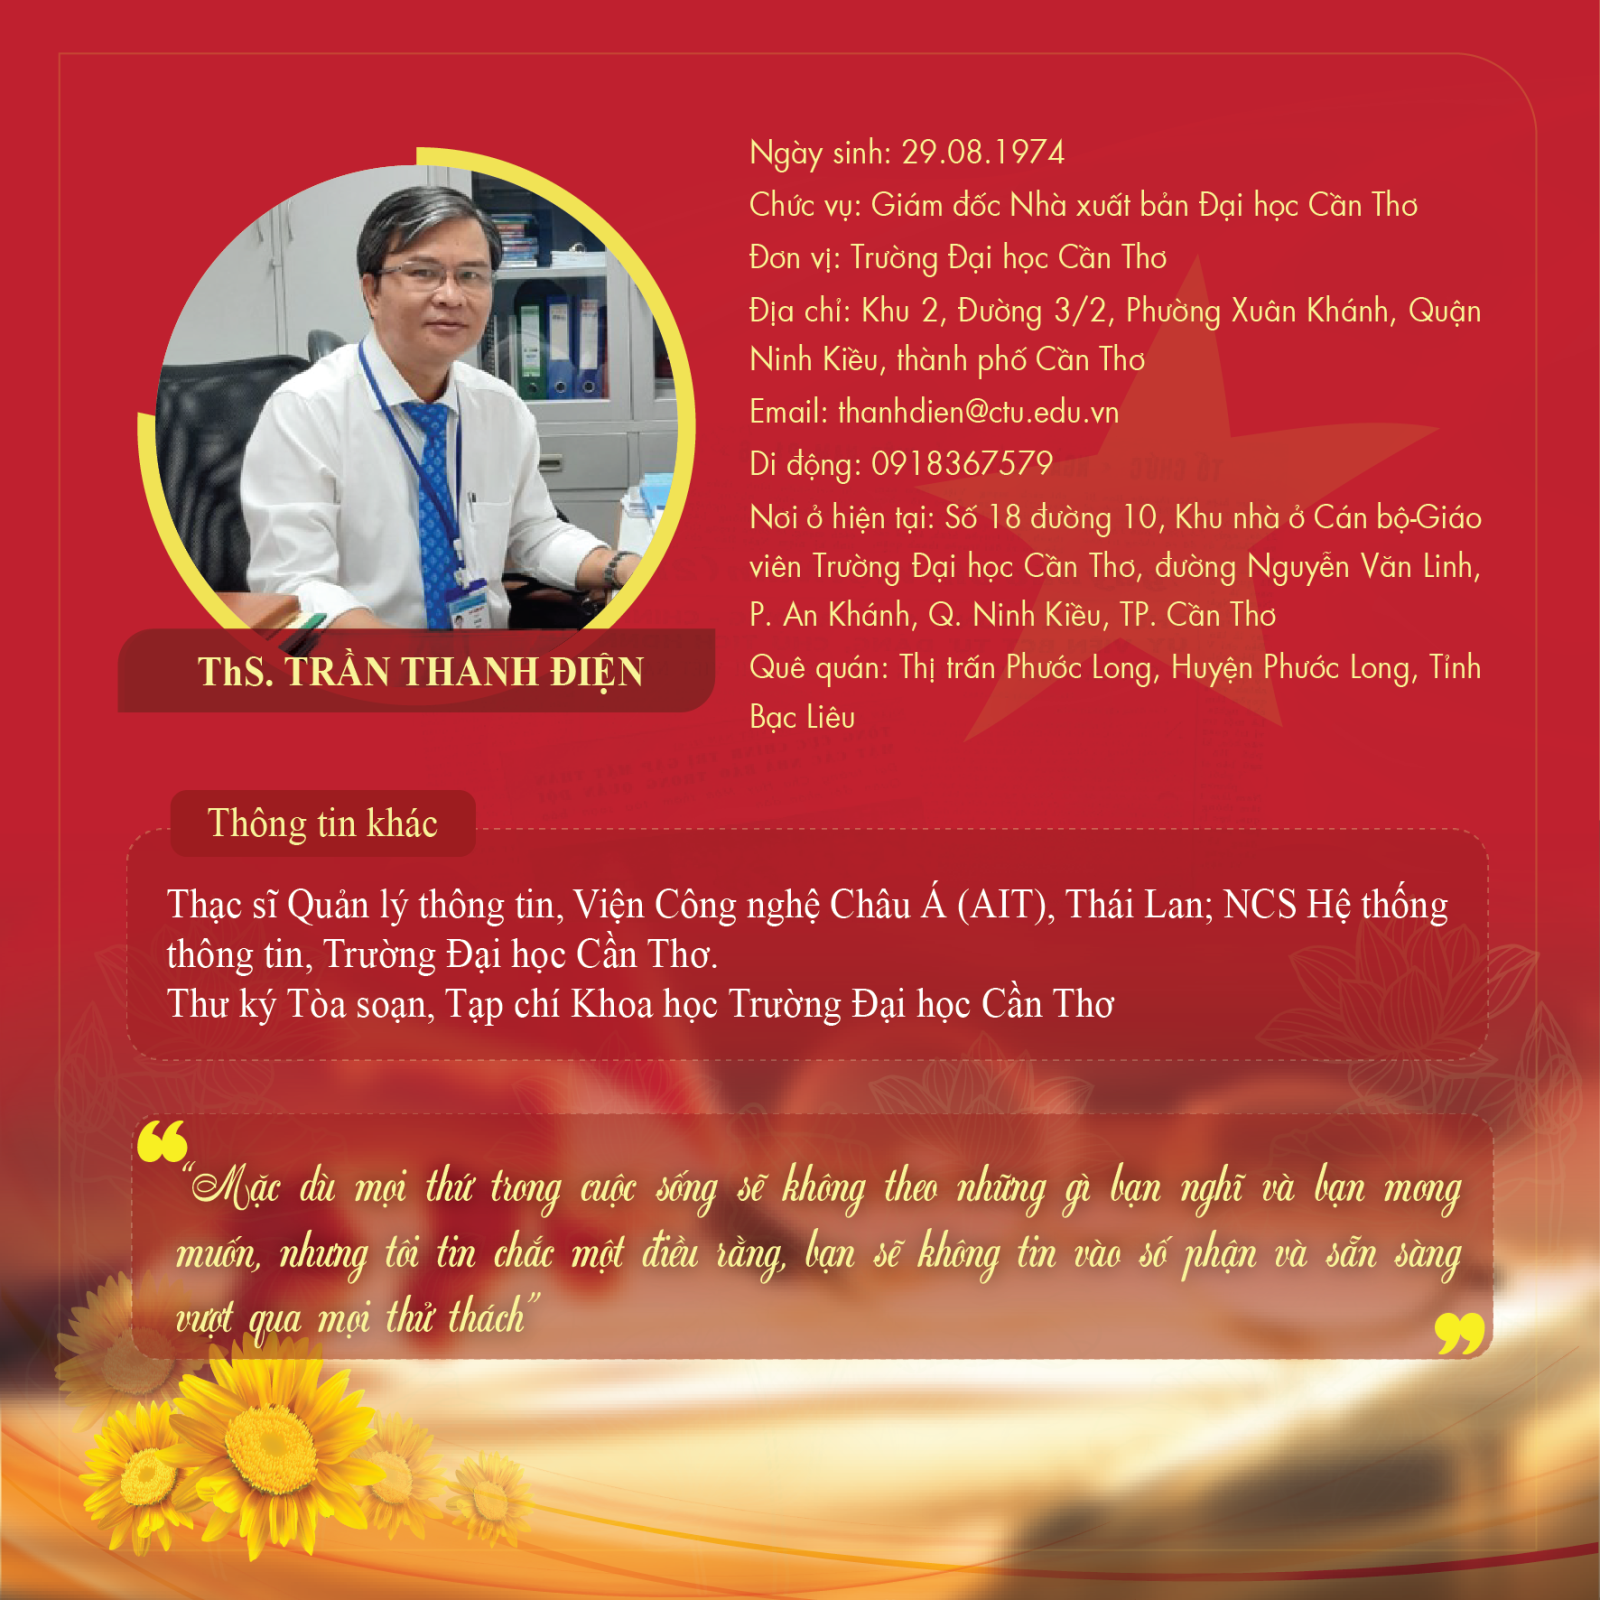 Ngày sinh: 29.08.1974
Chức vụ: Giám đốc Nhà xuất bản Đại học Cần Thơ
Đơn vị: Trường Đại học Cần Thơ
Địa chỉ: Khu 2, Đường 3/2, Phường Xuân Khánh, Quận
Ninh Kiều, thành phố Cần Thơ
Email: thanhdien@ctu.edu.vn
Di động: 0918367579
Nơi ở hiện tại: Số 18 đường 10, Khu nhà ở Cán bộ-Giáo
viên Trường Đại học Cần Thơ, đường Nguyễn Văn Linh,
P. An Khánh, Q. Ninh Kiều, TP. Cần Thơ
Quê quán: Thị trấn Phước Long, Huyện Phước Long, Tỉnh
Bạc Liêu
ThS. TRẦN THANH ĐIỆN
Thông tin khác
Thạc sĩ Quản lý thông tin, Viện Công nghệ Châu Á (AIT), Thái Lan; NCS Hệ thống
thông tin, Trường Đại học Cần Thơ.
Thư ký Tòa soạn, Tạp chí Khoa học Trường Đại học Cần Thơ
“Mặc dù mọi thứ trong cuộc sống sẽ không theo những gì bạn nghĩ và bạn mong
muốn, nhưng tôi tin chắc một điều rằng, bạn sẽ không tin vào số phận và sẵn sàng
vượt qua mọi thử thách”